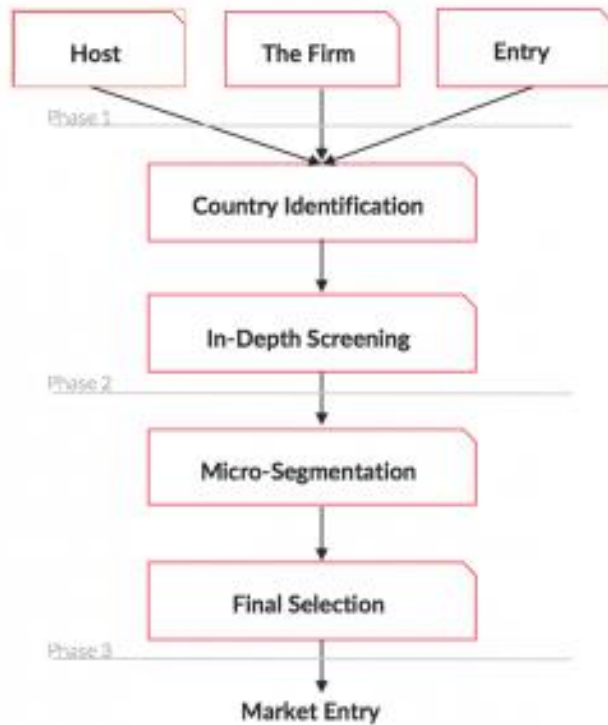 Host
The Firm
Entry
Phase 1
Country Identification
In-Depth Screening
Phase 2
Micro-Segmentation
Final Selection
Phase 3
Market Entry